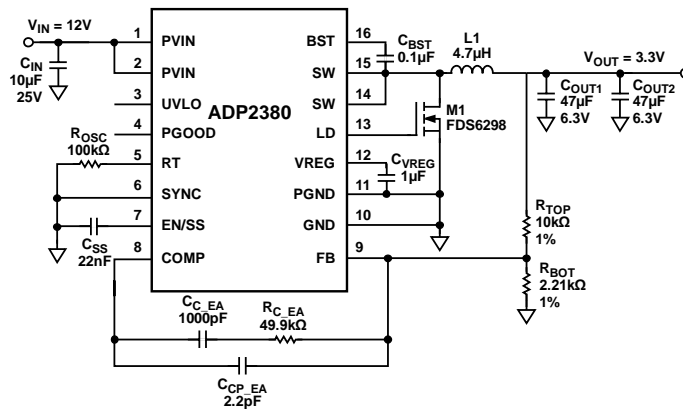 V_IN = 12V
C_IN
10µF
25V
R_OSC
100kΩ
C_SS
22nF
ADP2380
1 PVIN
2 PVIN
3 UVLO
4 PGOOD
5 RT
6 SYNC
7 EN/SS
8 COMP
BST 16
SW 15
SW 14
LD 13
VREG 12
PGND 11
GND 10
FB 9
C_BST
0.1µF
L1
4.7µH
M1
FDS6298
C_VREG
1µF
V_OUT = 3.3V
C_OUT1
47µF
6.3V
C_OUT2
47µF
6.3V
R_TOP
10kΩ
1%
R_BOT
2.21kΩ
1%
C_C_EA
1000pF
R_C_EA
49.9kΩ
C_CP_EA
2.2pF